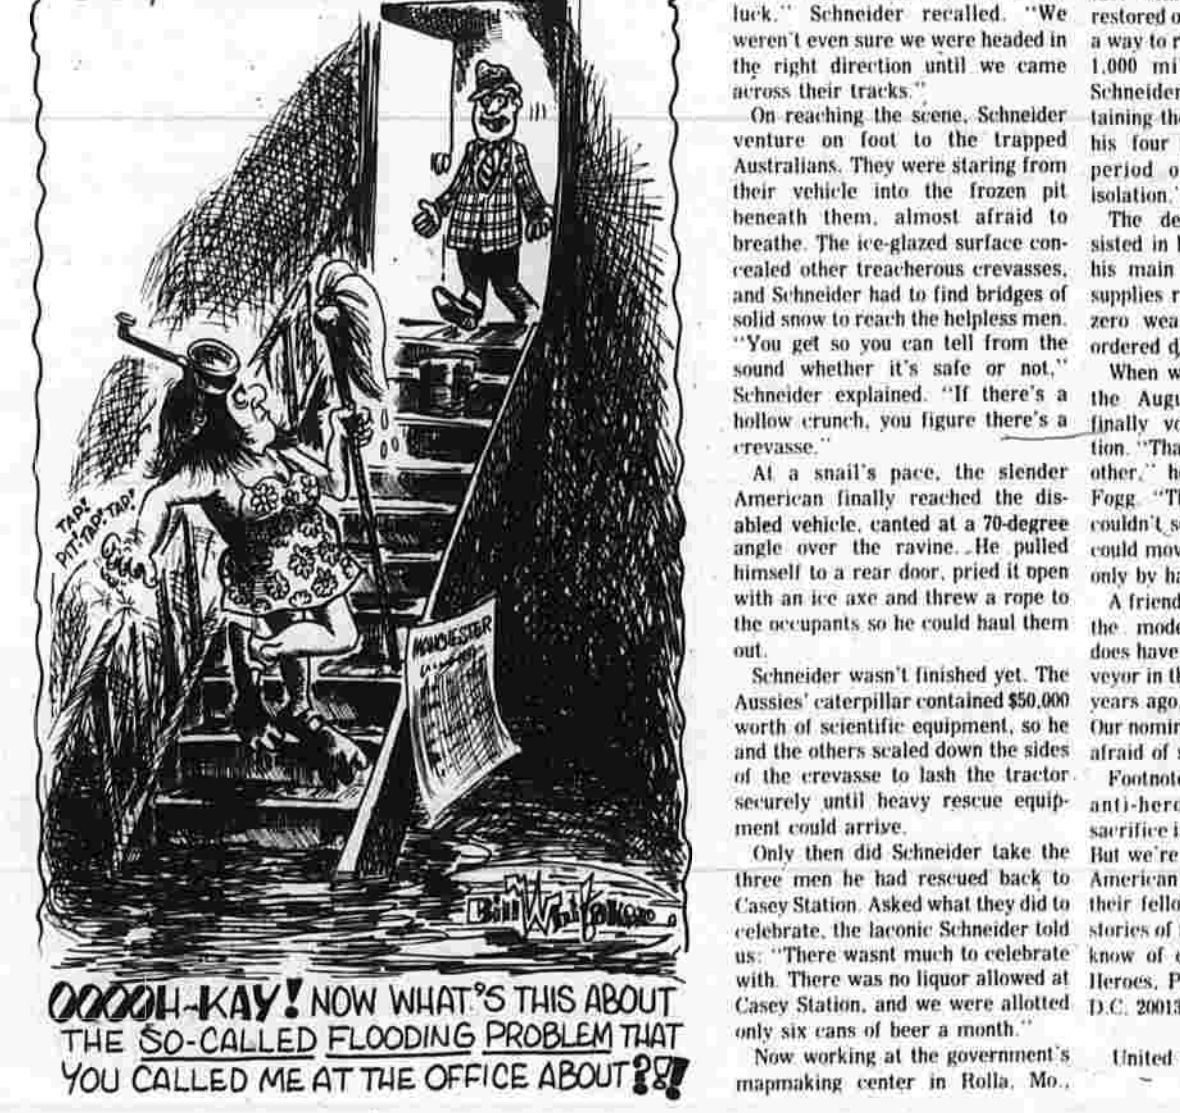 TAP!
PIT-TAP! TAP!
MANCHESTER
Bill Whitaker
OOOOH-KAY! NOW WHAT'S THIS ABOUT
THE SO-CALLED FLOODING PROBLEM THAT
YOU CALLED ME AT THE OFFICE ABOUT?!
luck." Schneider recalled. "We
weren't even sure we were headed in
the right direction until we came
across their tracks."
On reaching the scene, Schneider
venture on foot to the trapped
Australians. They were staring from
their vehicle into the frozen pit
beneath them, almost afraid to
breathe. The ice-glazed surface con-
cealed other treacherous crevasses,
and Schneider had to find bridges of
solid snow to reach the helpless men.
"You get so you can tell from the
sound whether it's safe or not,"
Schneider explained. "If there's a
hollow crunch, you figure there's a
crevasse."
At a snail's pace, the slender
American finally reached the dis-
abled vehicle, canted at a 70-degree
angle over the ravine. He pulled
himself to a rear door, pried it open
with an ice axe and threw a rope to
the occupants so he could haul them
out.
Schneider wasn't finished yet. The
Aussies' caterpillar contained $50,000
worth of scientific equipment, so he
and the others scaled down the sides
of the crevasse to lash the tractor
securely until heavy rescue equip-
ment could arrive.
Only then did Schneider take the
three men he had rescued back to
Casey Station. Asked what they did to
celebrate, the laconic Schneider told
us: "There wasnt much to celebrate
with. There was no liquor allowed at
Casey Station, and we were allotted
only six cans of beer a month."
Now working at the government's
mapmaking center in Rolla, Mo.,
restored
a way to
1,000
Schneider
taining
his four
period
isolation.
The
sisted in
his main
supplies
zero
ordered
When
the
finally
tion.
other,"
Fogg.
couldn't
could
only by
A friend
the
does have
veyor in
years ago
Our
afraid of
Footnote
anti-
sacrifice
But we're
American
their
stories of
know of
Heroes, P
D.C. 20013
United